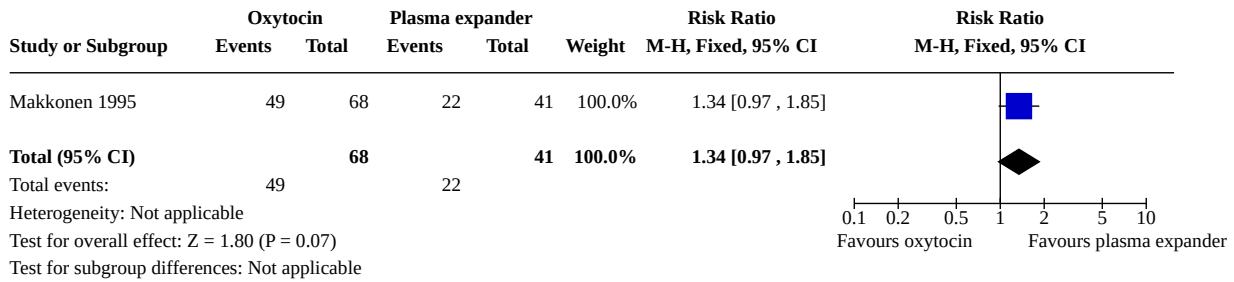 Oxytocin Plasma expander Risk Ratio Risk Ratio
Study or Subgroup Events Total Events Total Weight M-H, Fixed, 95% CI M-H, Fixed, 95% CI
Makkonen 1995 49 68 22 41 100.0% 1.34 [0.97 , 1.85]
Total (95% CI) 68 41 100.0% 1.34 [0.97 , 1.85]
Total events: 49 22
Heterogeneity: Not applicable
0.1 0.2 0.5 1 2 5 10
Test for overall effect: Z = 1.80 (P = 0.07) Favours oxytocin Favours plasma expander
Test for subgroup differences: Not applicable